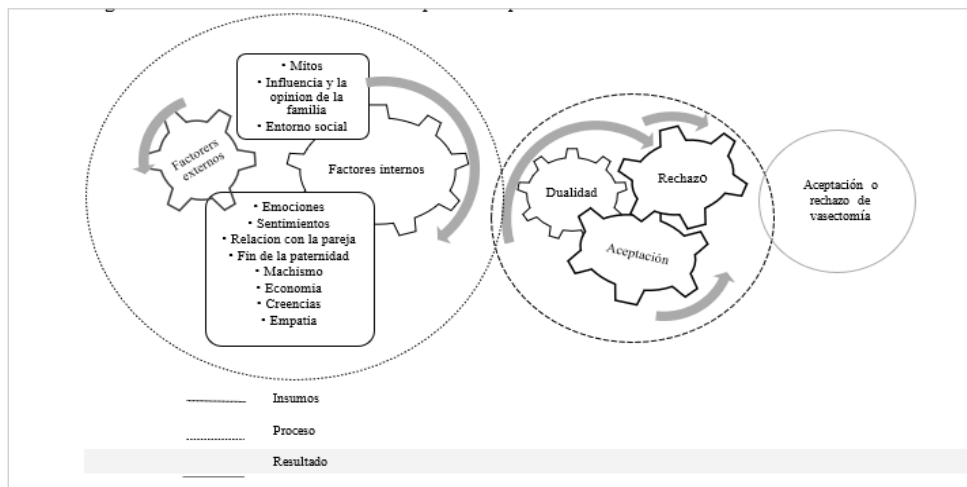 • Mitos
• Influencia y la
opinion de la
familia
• Entorno social
Factorers
externos
Factores internos
• Emociones
• Sentimientos
• Relacion con la pareja
• Fin de la paternidad
• Machismo
• Economia
• Creencias
• Empatia
Dualidad
Rechazo
Aceptación
Aceptación o
rechazo de
vasectomía
Insumos
Proceso
Resultado